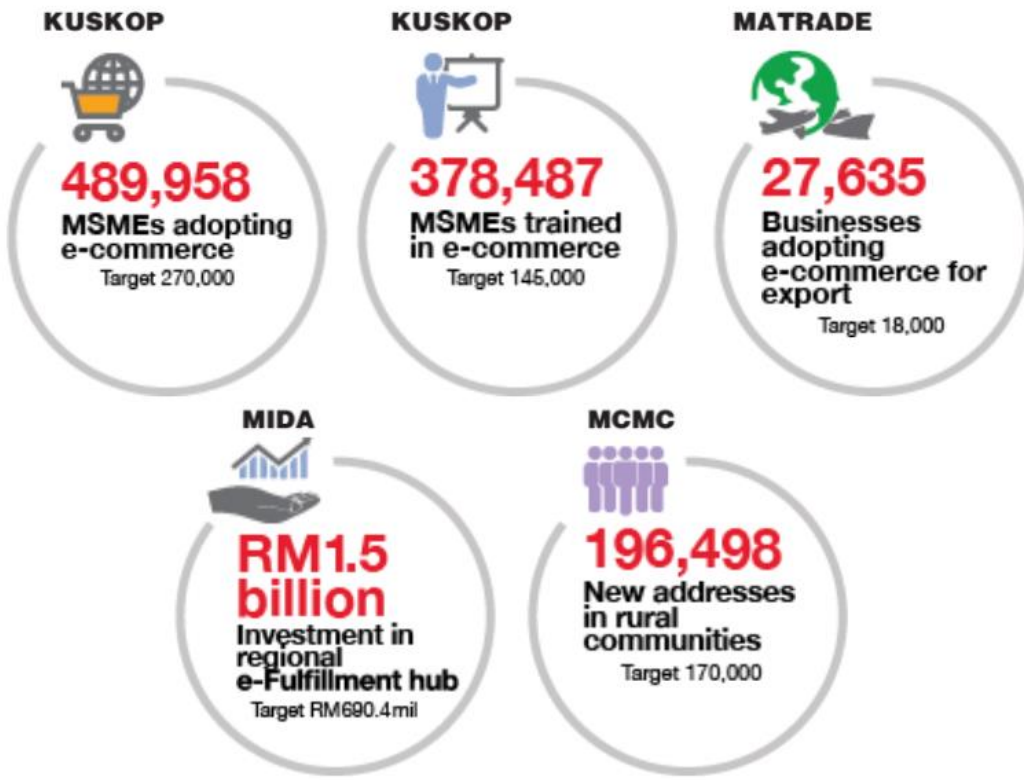 KUSKOP
489,958
MSMEs adopting
e-commerce
Target 270,000
KUSKOP
378,487
MSMEs trained
in e-commerce
Target 145,000
MATRADE
27,635
Businesses
adopting
e-commerce for
export
Target 18,000
MIDA
RM1.5
billion
Investment in
regional
e-Fulfillment hub
Target RM690.4mil
MCMC
196,498
New addresses
in rural
communities
Target 170,000